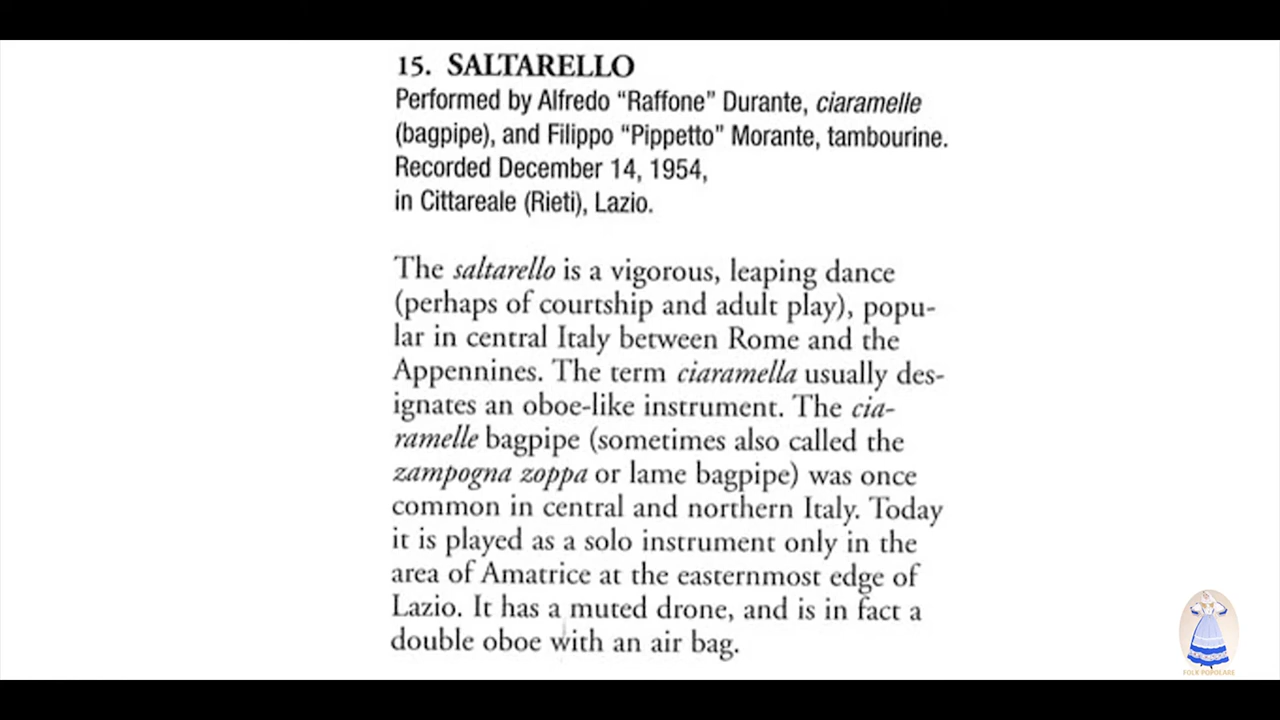 15. SALTARELLO
Performed by Alfredo “Raffone” Durante, ciaramelle
(bagpipe), and Filippo “Pippetto” Morante, tambourine.
Recorded December 14, 1954,
in Cittareale (Rieti), Lazio.
The saltarello is a vigorous, leaping dance
(perhaps of courtship and adult play), popu-
lar in central Italy between Rome and the
Appennines. The term ciaramella usually des-
ignates an oboe-like instrument. The cia-
ramelle bagpipe (sometimes also called the
zampogna zoppa or lame bagpipe) was once
common in central and northern Italy. Today
it is played as a solo instrument only in the
area of Amatrice at the easternmost edge of
Lazio. It has a muted drone, and is in fact a
double oboe with an air bag.
FOLK POPOLARE